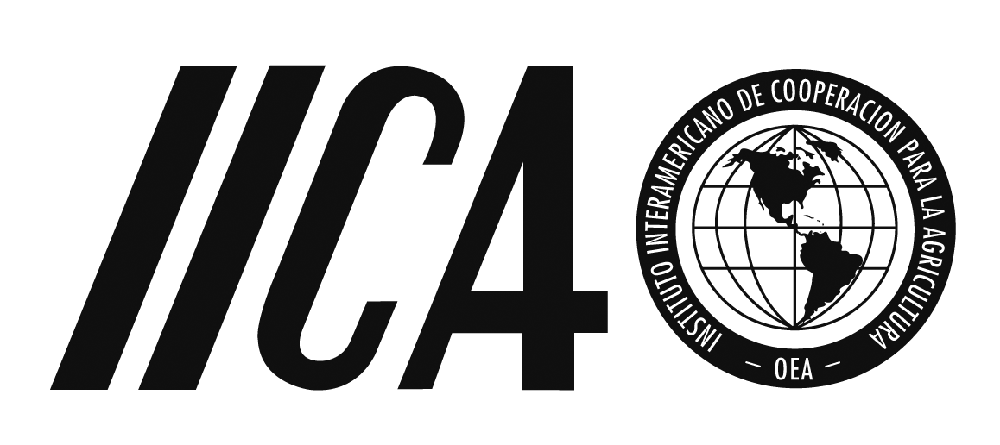 IICA
INSTITUTO INTERAMERICANO DE COOPERACION PARA LA AGRICULTURA
– OEA –